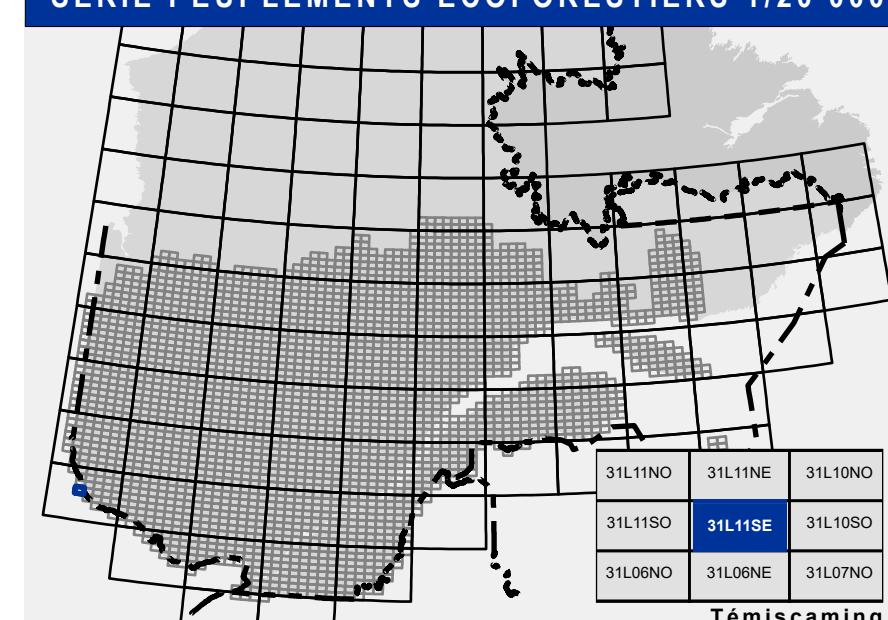 SÉRIE PEUPLEMENTS ÉCOFORESTIERS 1/20 000
31L11NO 31L11NE 31L10NO
31L11SO 31L11SE 31L10SO
31L06NO 31L06NE 31L07NO
Témiscaming